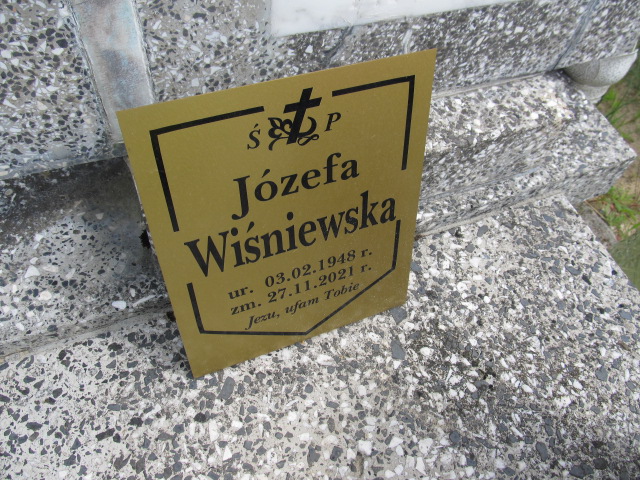 Ś P
Józefa
Wiśniewska
ur. 03.02.1948 r.
zm. 27.11.2021 r.
Jezu, ufam Tobie